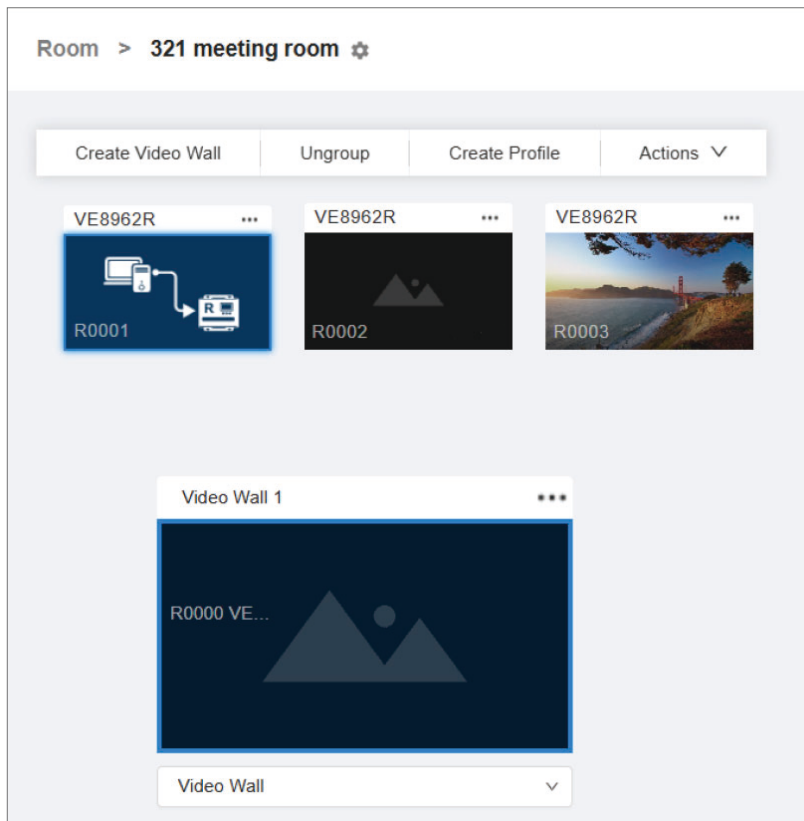 Room > 321 meeting room
Create Video Wall Ungroup Create Profile Actions
VE8962R ... VE8962R ... VE8962R ...
R
R0001 R0002 R0003
Video Wall 1 ...
R0000 VE...
Video Wall